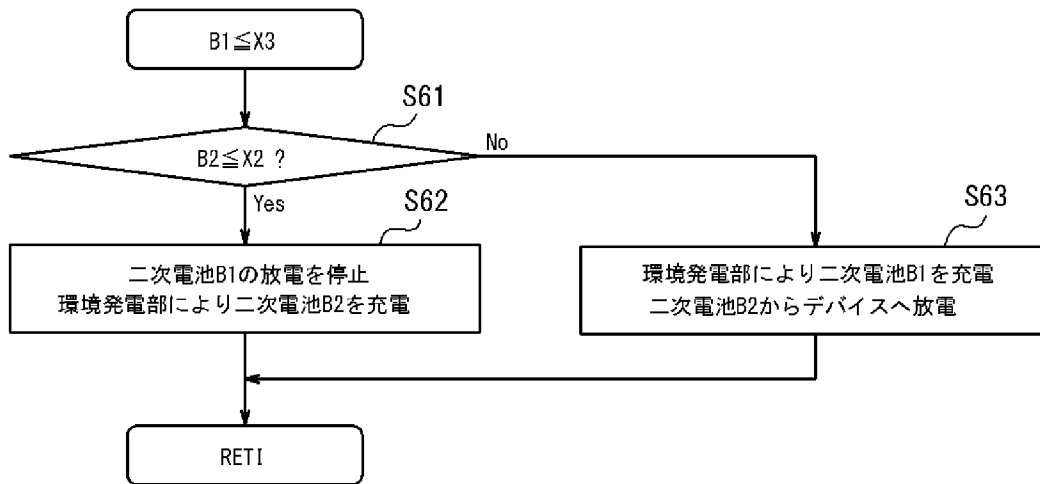 B1≦X3
S61
B2≦X2 ?
No
Yes
S62
二次電池B1の放電を停止
環境発電部により二次電池B2を充電
S63
環境発電部により二次電池B1を充電
二次電池B2からデバイスへ放電
RETI